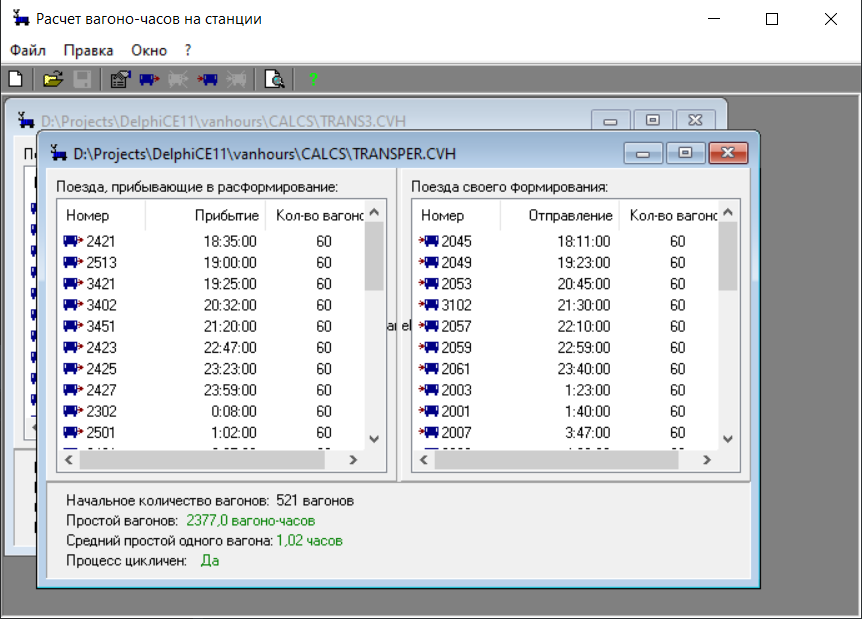 Расчет вагоно-часов на станции
Файл Правка Окно ?
D:\Projects\DelphiCE11\vanhours\CALCS\TRANS3.CVH
D:\Projects\DelphiCE11\vanhours\CALCS\TRANSPER.CVH
Поезда, прибывающие в расформирование:
Номер Прибытие Кол-во вагоно
2421 18:35:00 60
2513 19:00:00 60
3421 19:25:00 60
3402 20:32:00 60
3451 21:20:00 60
2423 22:47:00 60
2425 23:23:00 60
2427 23:59:00 60
2302 0:08:00 60
2501 1:02:00 60
Поезда своего формирования:
Номер Отправление Кол-во вагонс
2045 18:11:00 60
2049 19:23:00 60
2053 20:45:00 60
3102 21:30:00 60
2057 22:10:00 60
2059 22:59:00 60
2061 23:40:00 60
2003 1:23:00 60
2001 1:40:00 60
2007 3:47:00 60
Начальное количество вагонов: 521 вагонов
Простой вагонов: 2377,0 вагоно-часов
Средний простой одного вагона: 1,02 часов
Процесс цикличен: Да